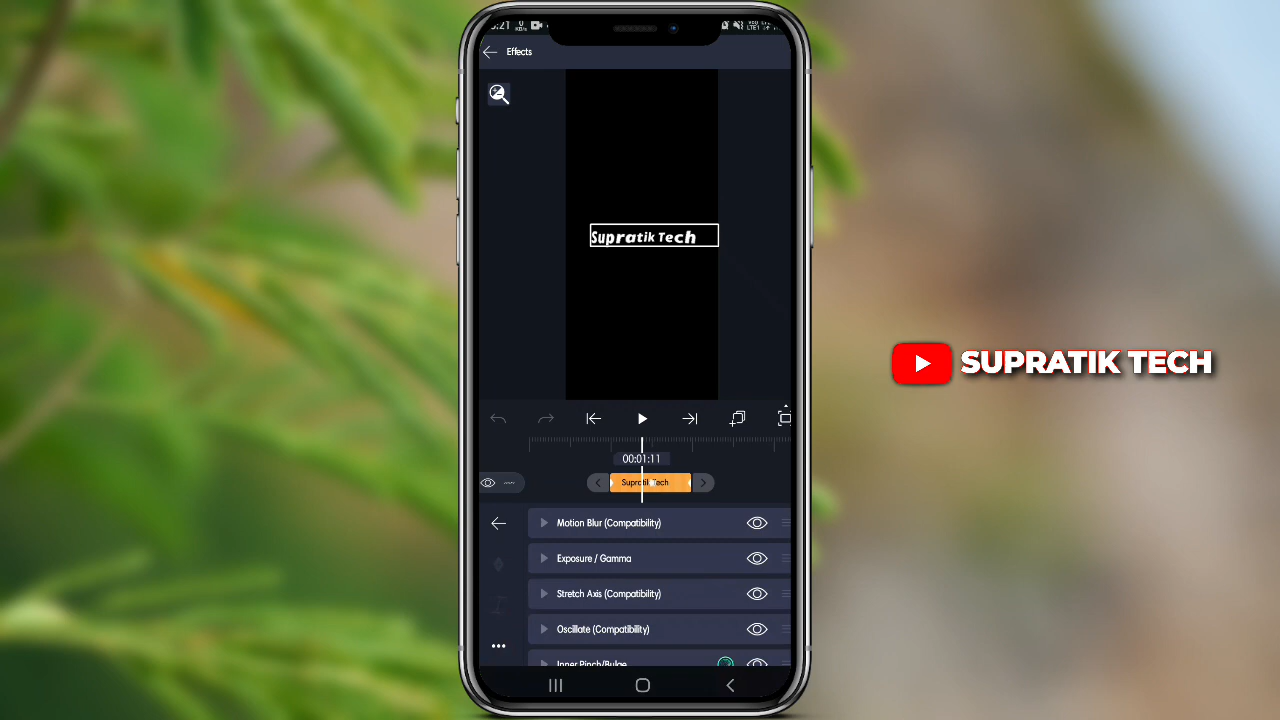 Effects
Supratik Tech
00:01:11
Supratik Tech
Motion Blur (Compatibility)
Exposure / Gamma
Stretch Axis (Compatibility)
Oscillate (Compatibility)
Inner Pinch/Bulge
SUPRATIK TECH